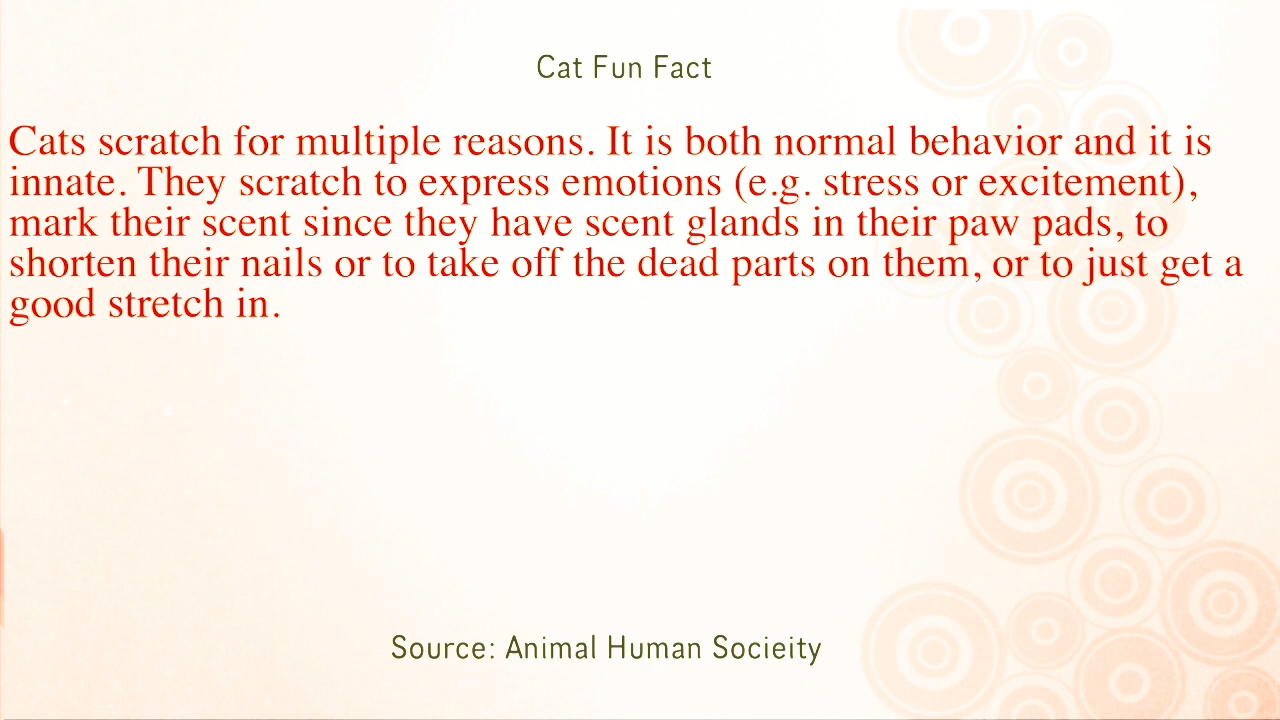 Cat Fun Fact
Cats scratch for multiple reasons. It is both normal behavior and it is
innate. They scratch to express emotions (e.g. stress or excitement),
mark their scent since they have scent glands in their paw pads, to
shorten their nails or to take off the dead parts on them, or to just get a
good stretch in.
Source: Animal Human Socieity